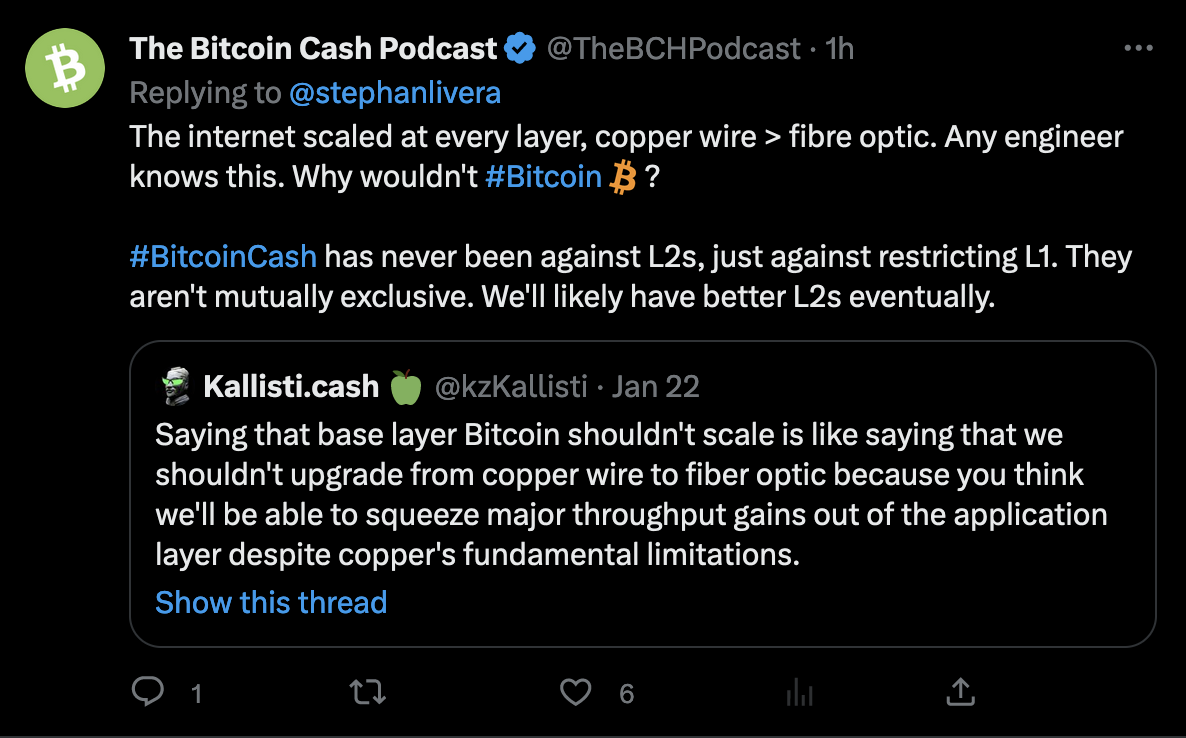 The Bitcoin Cash Podcast @TheBCHPodcast · 1h
Replying to @stephanlivera
The internet scaled at every layer, copper wire > fibre optic. Any engineer
knows this. Why wouldn't #Bitcoin ?
#BitcoinCash has never been against L2s, just against restricting L1. They
aren't mutually exclusive. We'll likely have better L2s eventually.
Kallisti.cash 🍏 @kzKallisti · Jan 22
Saying that base layer Bitcoin shouldn't scale is like saying that we
shouldn't upgrade from copper wire to fiber optic because you think
we'll be able to squeeze major throughput gains out of the application
layer despite copper's fundamental limitations.
Show this thread
1 6